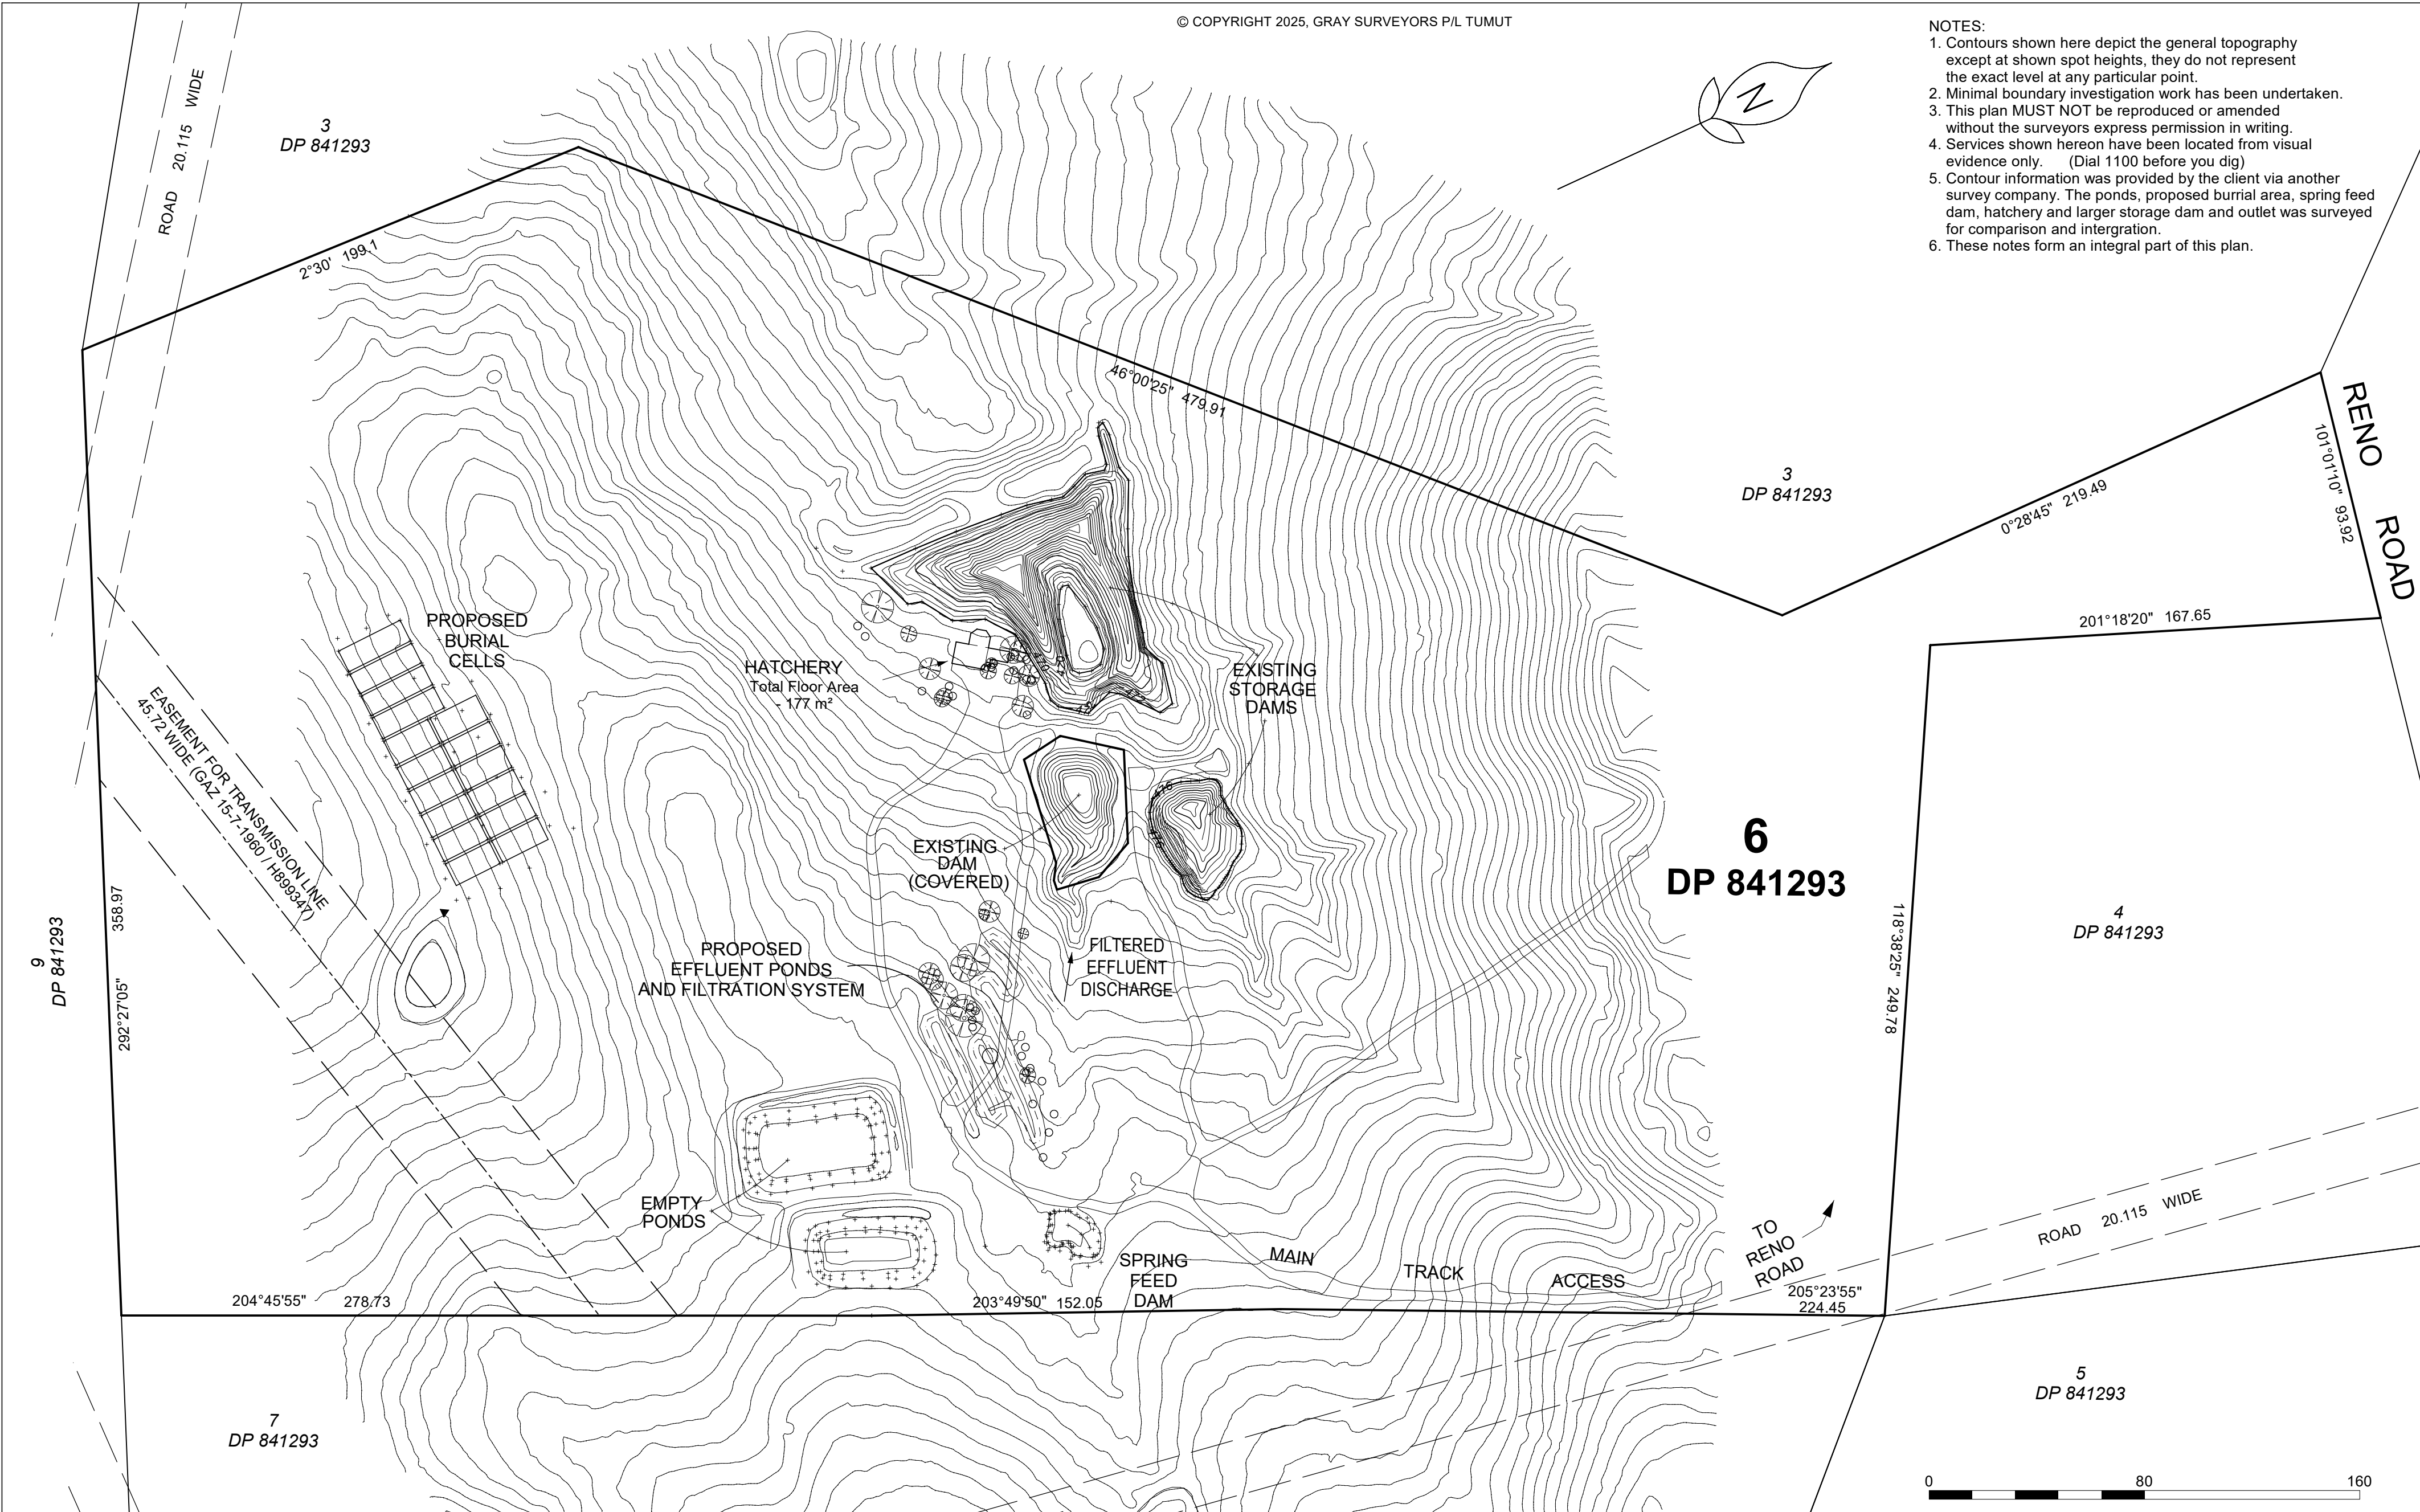 © COPYRIGHT 2025, GRAY SURVEYORS P/L TUMUT
NOTES:
1. Contours shown here depict the general topography
except at shown spot heights, they do not represent
the exact level at any particular point.
2. Minimal boundary investigation work has been undertaken.
3. This plan MUST NOT be reproduced or amended
without the surveyors express permission in writing.
4. Services shown hereon have been located from visual
evidence only. (Dial 1100 before you dig)
5. Contour information was provided by the client via another
survey company. The ponds, proposed burrial area, spring feed
dam, hatchery and larger storage dam and outlet was surveyed
for comparison and intergration.
6. These notes form an integral part of this plan.
N
ROAD 20.115 WIDE
3
DP 841293
2°30' 199.1
46°00'25" 479.91
3
DP 841293
0°28'45" 219.49
101°01'10" 93.92
RENO ROAD
201°18'20" 167.65
PROPOSED
BURIAL
CELLS
HATCHERY
Total Floor Area
- 177 m²
EXISTING
STORAGE
DAMS
EASEMENT FOR TRANSMISSION LINE
45.72 WIDE (GAZ 15-7-1960 / H899347)
476
476
EXISTING
DAM
(COVERED)
6
DP 841293
4
DP 841293
118°38'25" 249.78
9
DP 841293
292°27'05" 358.97
PROPOSED
EFFLUENT PONDS
AND FILTRATION SYSTEM
FILTERED
EFFLUENT
DISCHARGE
EMPTY
PONDS
SPRING
FEED
DAM
MAIN TRACK ACCESS
TO
RENO
ROAD
ROAD 20.115 WIDE
204°45'55" 278.73
203°49'50" 152.05
205°23'55"
224.45
7
DP 841293
5
DP 841293
0 80 160